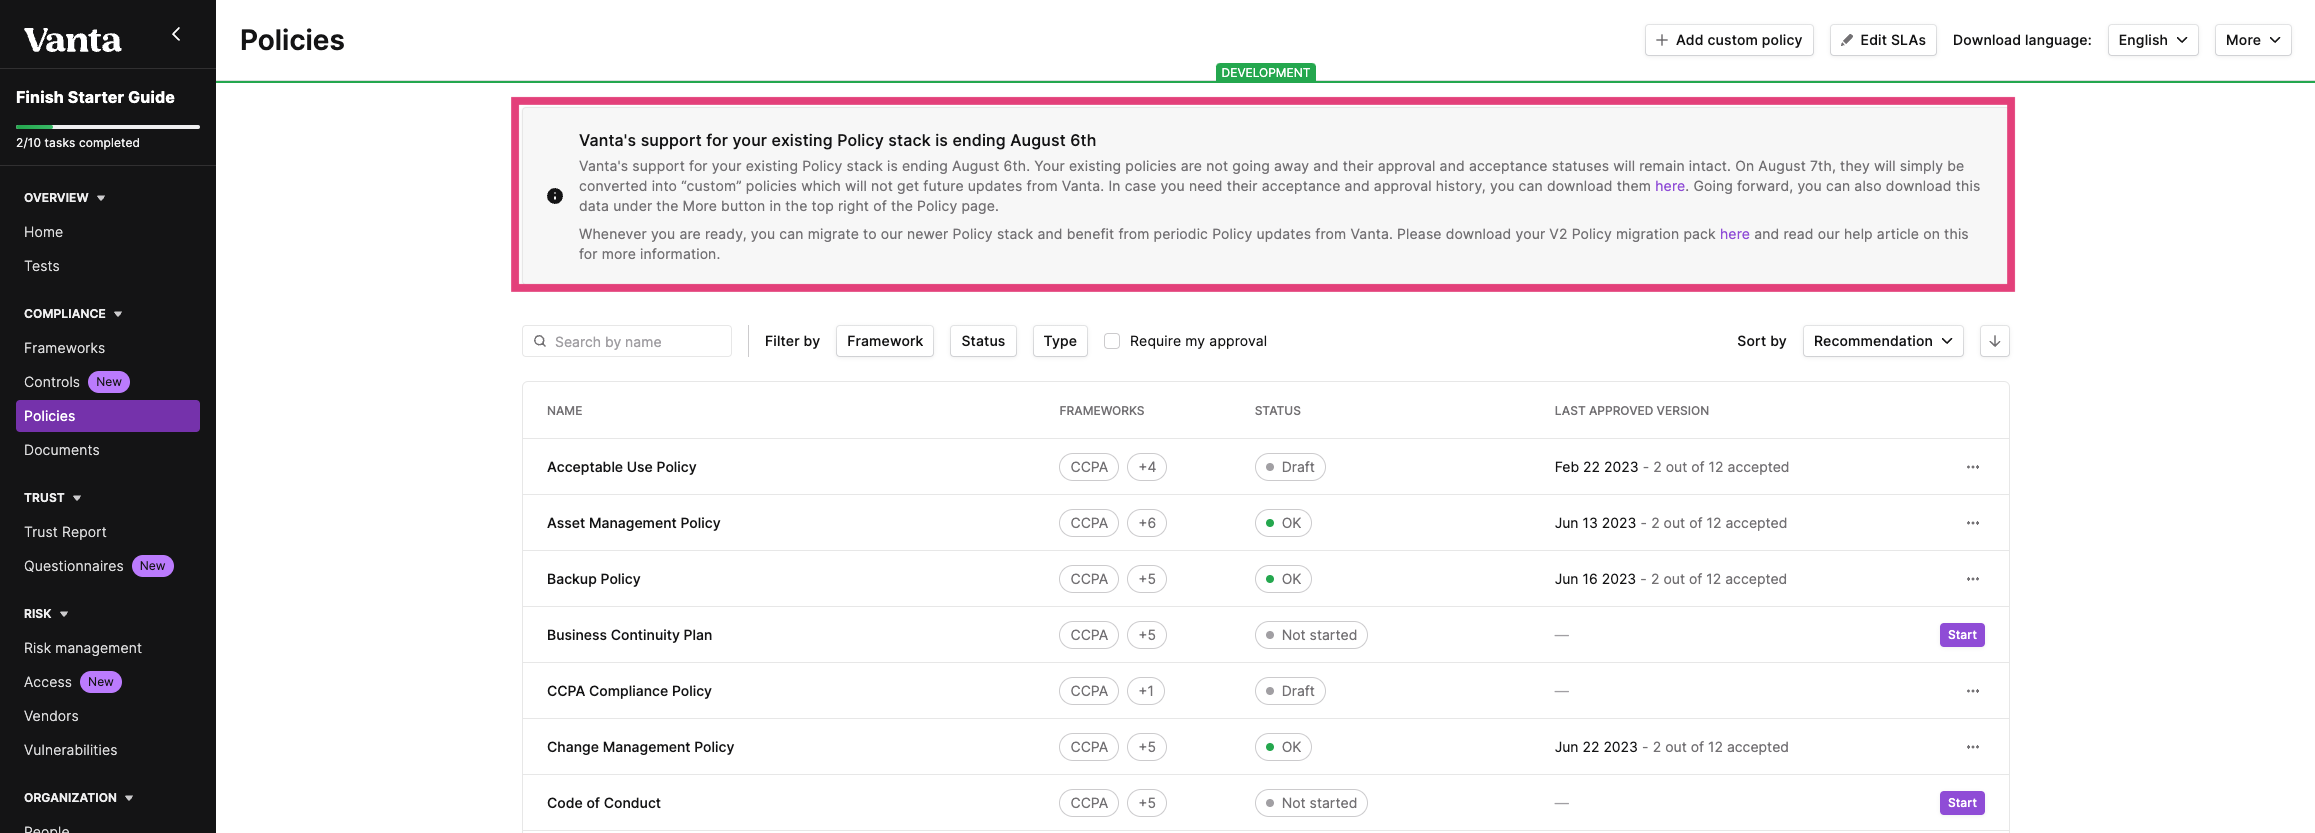 Vanta
Finish Starter Guide
2/10 tasks completed
OVERVIEW
Home
Tests
COMPLIANCE
Frameworks
Controls New
Policies
Documents
TRUST
Trust Report
Questionnaires New
RISK
Risk management
Access New
Vendors
Vulnerabilities
ORGANIZATION
People
Policies
Add custom policy
Edit SLAs
Download language:
English
More
DEVELOPMENT
Vanta's support for your existing Policy stack is ending August 6th
Vanta's support for your existing Policy stack is ending August 6th. Your existing policies are not going away and their approval and acceptance statuses will remain intact. On August 7th, they will simply be
converted into “custom” policies which will not get future updates from Vanta. In case you need their acceptance and approval history, you can download them here. Going forward, you can also download this
data under the More button in the top right of the Policy page.
Whenever you are ready, you can migrate to our newer Policy stack and benefit from periodic Policy updates from Vanta. Please download your V2 Policy migration pack here and read our help article on this
for more information.
Search by name
Filter by
Framework
Status
Type
Require my approval
Sort by
Recommendation
NAME FRAMEWORKS STATUS LAST APPROVED VERSION
Acceptable Use Policy CCPA +4 Draft Feb 22 2023 - 2 out of 12 accepted ...
Asset Management Policy CCPA +6 OK Jun 13 2023 - 2 out of 12 accepted ...
Backup Policy CCPA +5 OK Jun 16 2023 - 2 out of 12 accepted ...
Business Continuity Plan CCPA +5 Not started — Start
CCPA Compliance Policy CCPA +1 Draft — ...
Change Management Policy CCPA +5 OK Jun 22 2023 - 2 out of 12 accepted ...
Code of Conduct CCPA +5 Not started — Start